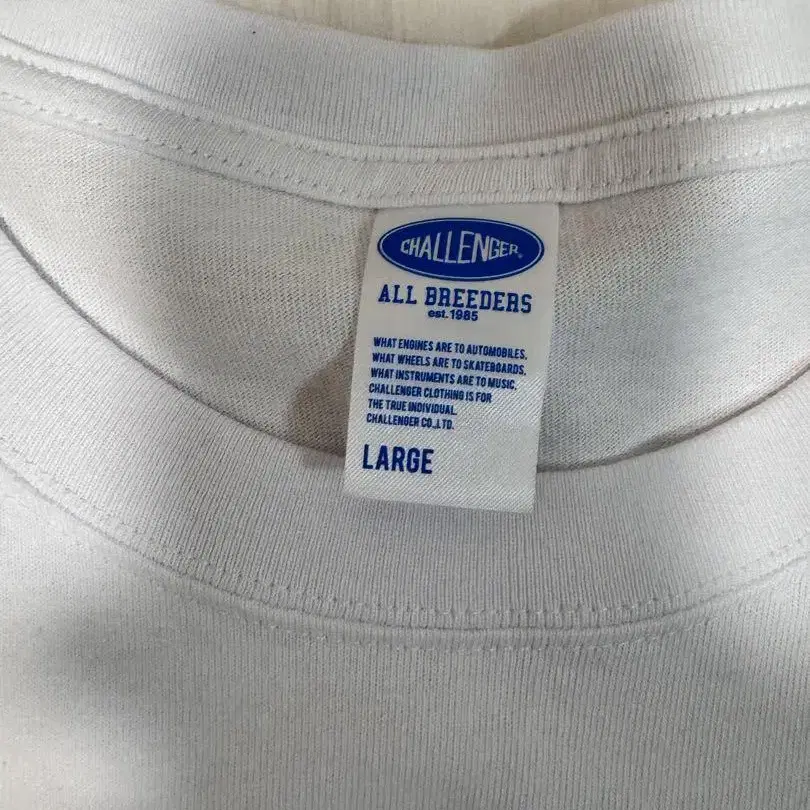 CHALLENGER®
ALL BREEDERS
est. 1985
WHAT ENGINES ARE TO AUTOMOBILES.
WHAT WHEELS ARE TO SKATEBOARDS.
WHAT INSTRUMENTS ARE TO MUSIC.
CHALLENGER CLOTHING IS FOR
THE TRUE INDIVIDUAL.
CHALLENGER CO.,LTD.
LARGE